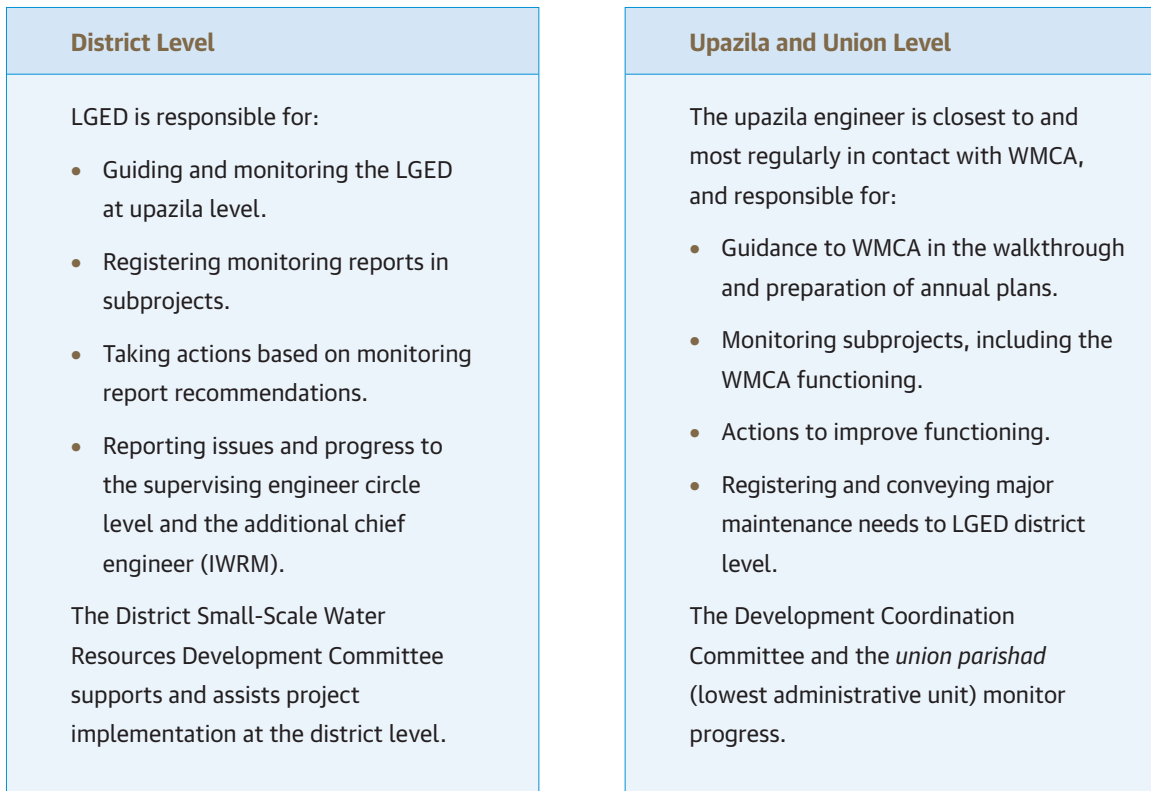 District Level
LGED is responsible for:
• Guiding and monitoring the LGED
at upazila level.
• Registering monitoring reports in
subprojects.
• Taking actions based on monitoring
report recommendations.
• Reporting issues and progress to
the supervising engineer circle
level and the additional chief
engineer (IWRM).
The District Small-Scale Water
Resources Development Committee
supports and assists project
implementation at the district level.
Upazila and Union Level
The upazila engineer is closest to and
most regularly in contact with WMCA,
and responsible for:
• Guidance to WMCA in the walkthrough
and preparation of annual plans.
• Monitoring subprojects, including the
WMCA functioning.
• Actions to improve functioning.
• Registering and conveying major
maintenance needs to LGED district
level.
The Development Coordination
Committee and the union parishad
(lowest administrative unit) monitor
progress.